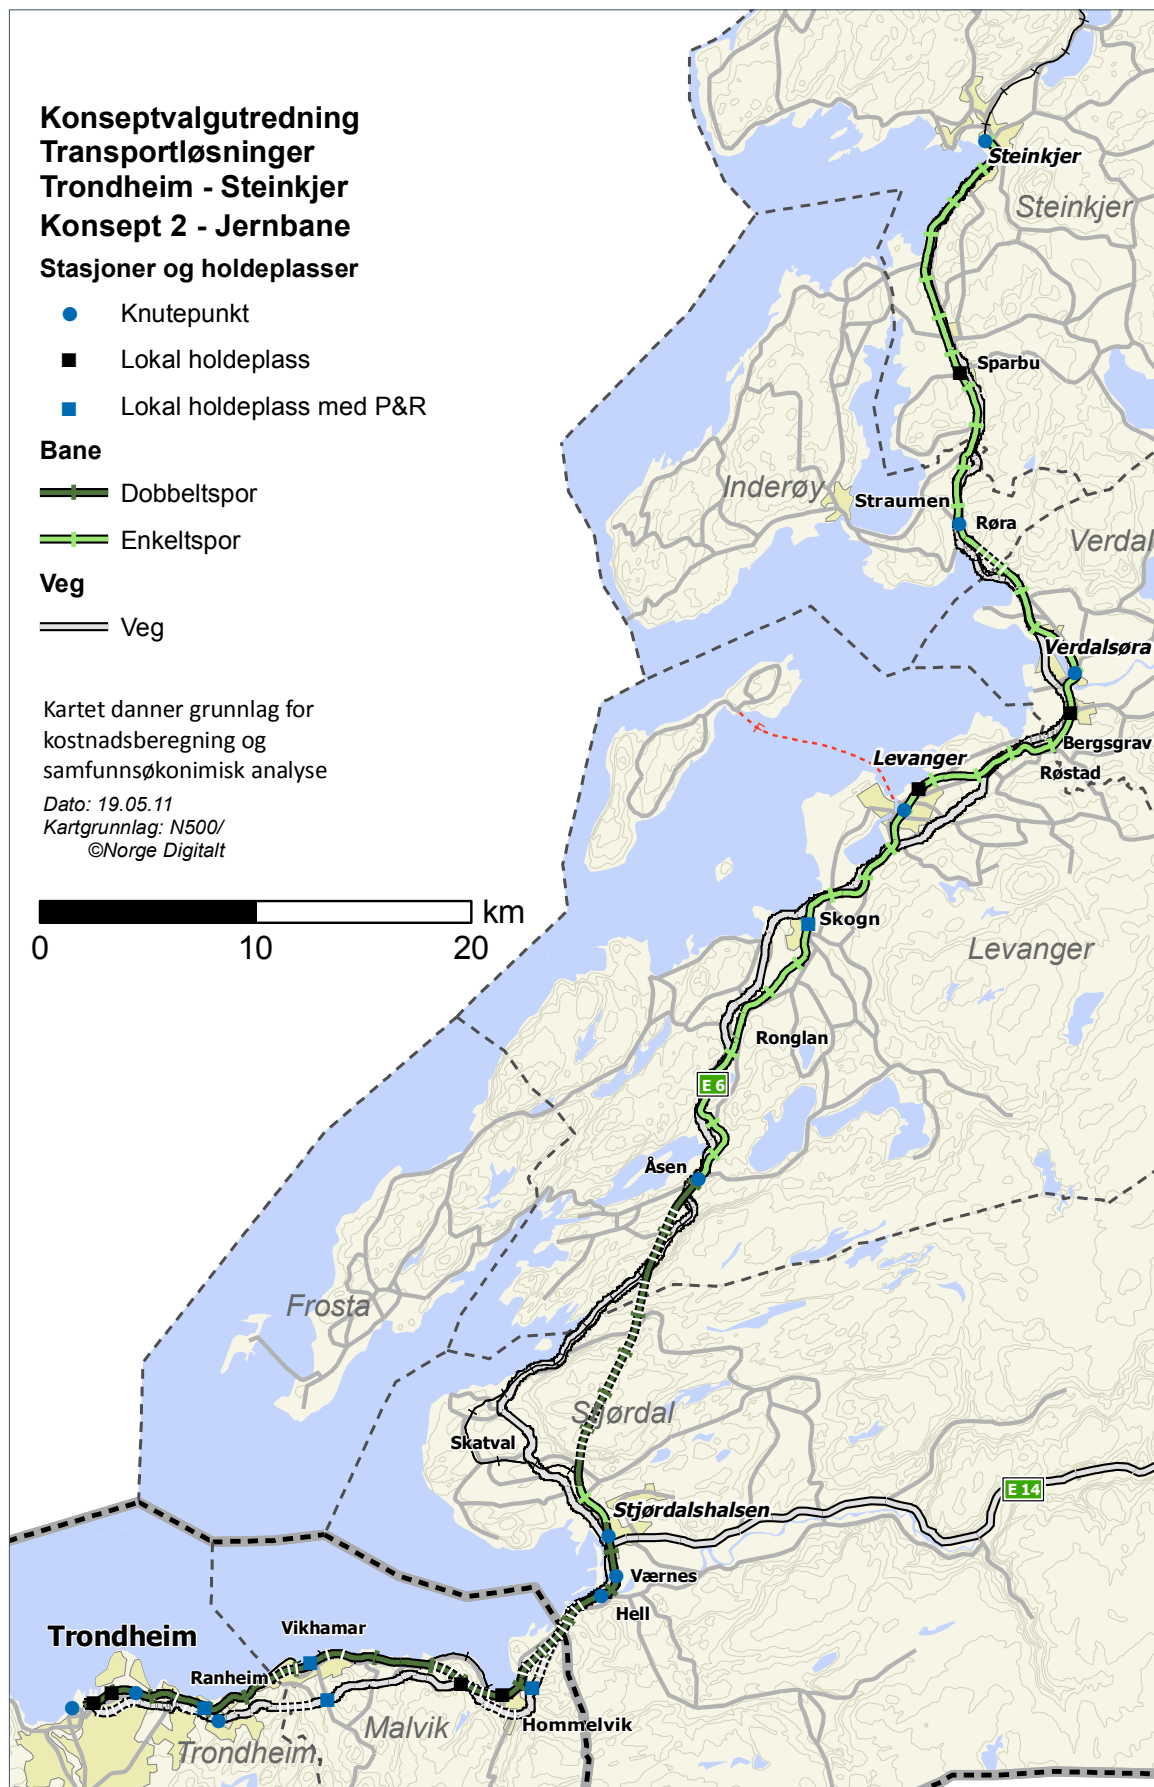 Konseptvalgutredning
Transportløsninger
Trondheim - Steinkjer
Konsept 2 - Jernbane
Stasjoner og holdeplasser
Knutepunkt
Lokal holdeplass
Lokal holdeplass med P&R
Bane
Dobbeltspor
Enkeltspor
Veg
Veg
Kartet danner grunnlag for
kostnadsberegning og
samfunnsøkonimisk analyse
Dato: 19.05.11
Kartgrunnlag: N500/
©Norge Digitalt
km
0 10 20
Steinkjer
Steinkjer
Sparbu
Inderøy
Straumen
Røra
Verdal
Verdalsøra
Bergsgrav
Levanger
Røstad
Skogn
Levanger
Ronglan
E 6
Åsen
Frosta
Stjørdal
Skatval
E 14
Stjørdalshalsen
Værnes
Hell
Vikhamar
Trondheim
Ranheim
Hommelvik
Malvik
Trondheim